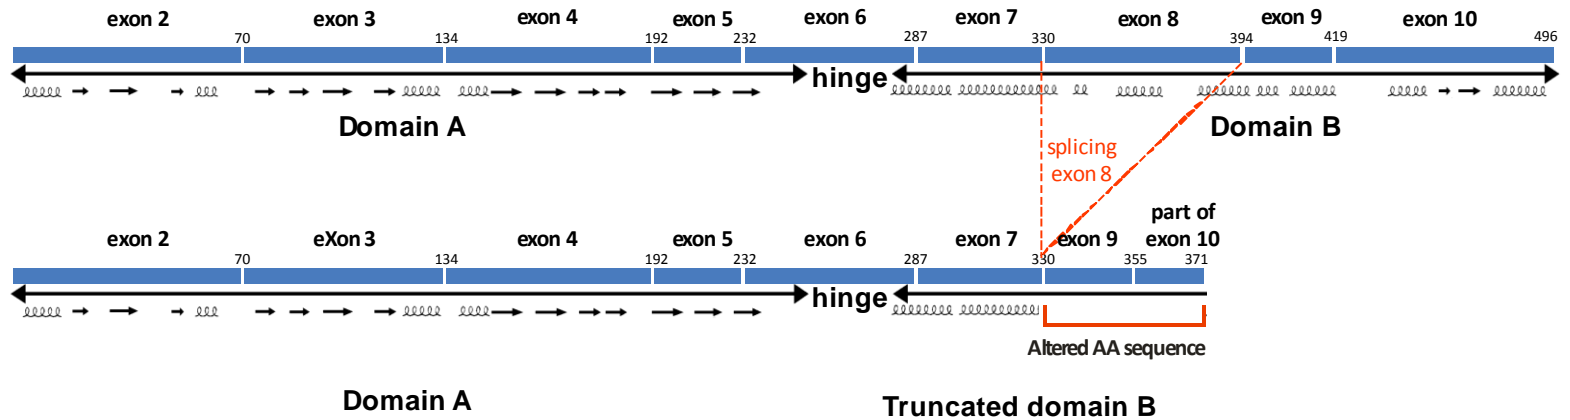 exon 2 exon 3 exon 4 exon 5 exon 6 exon 7 exon 8 exon 9 exon 10
70 134 192 232 287 330 394 419 496
hinge
Domain A Domain B
splicing
exon 8
part of
exon 2 eXon 3 exon 4 exon 5 exon 6 exon 7 exon 9 exon 10
70 134 192 232 287 330 355 371
hinge
Altered AA sequence
Domain A Truncated domain B